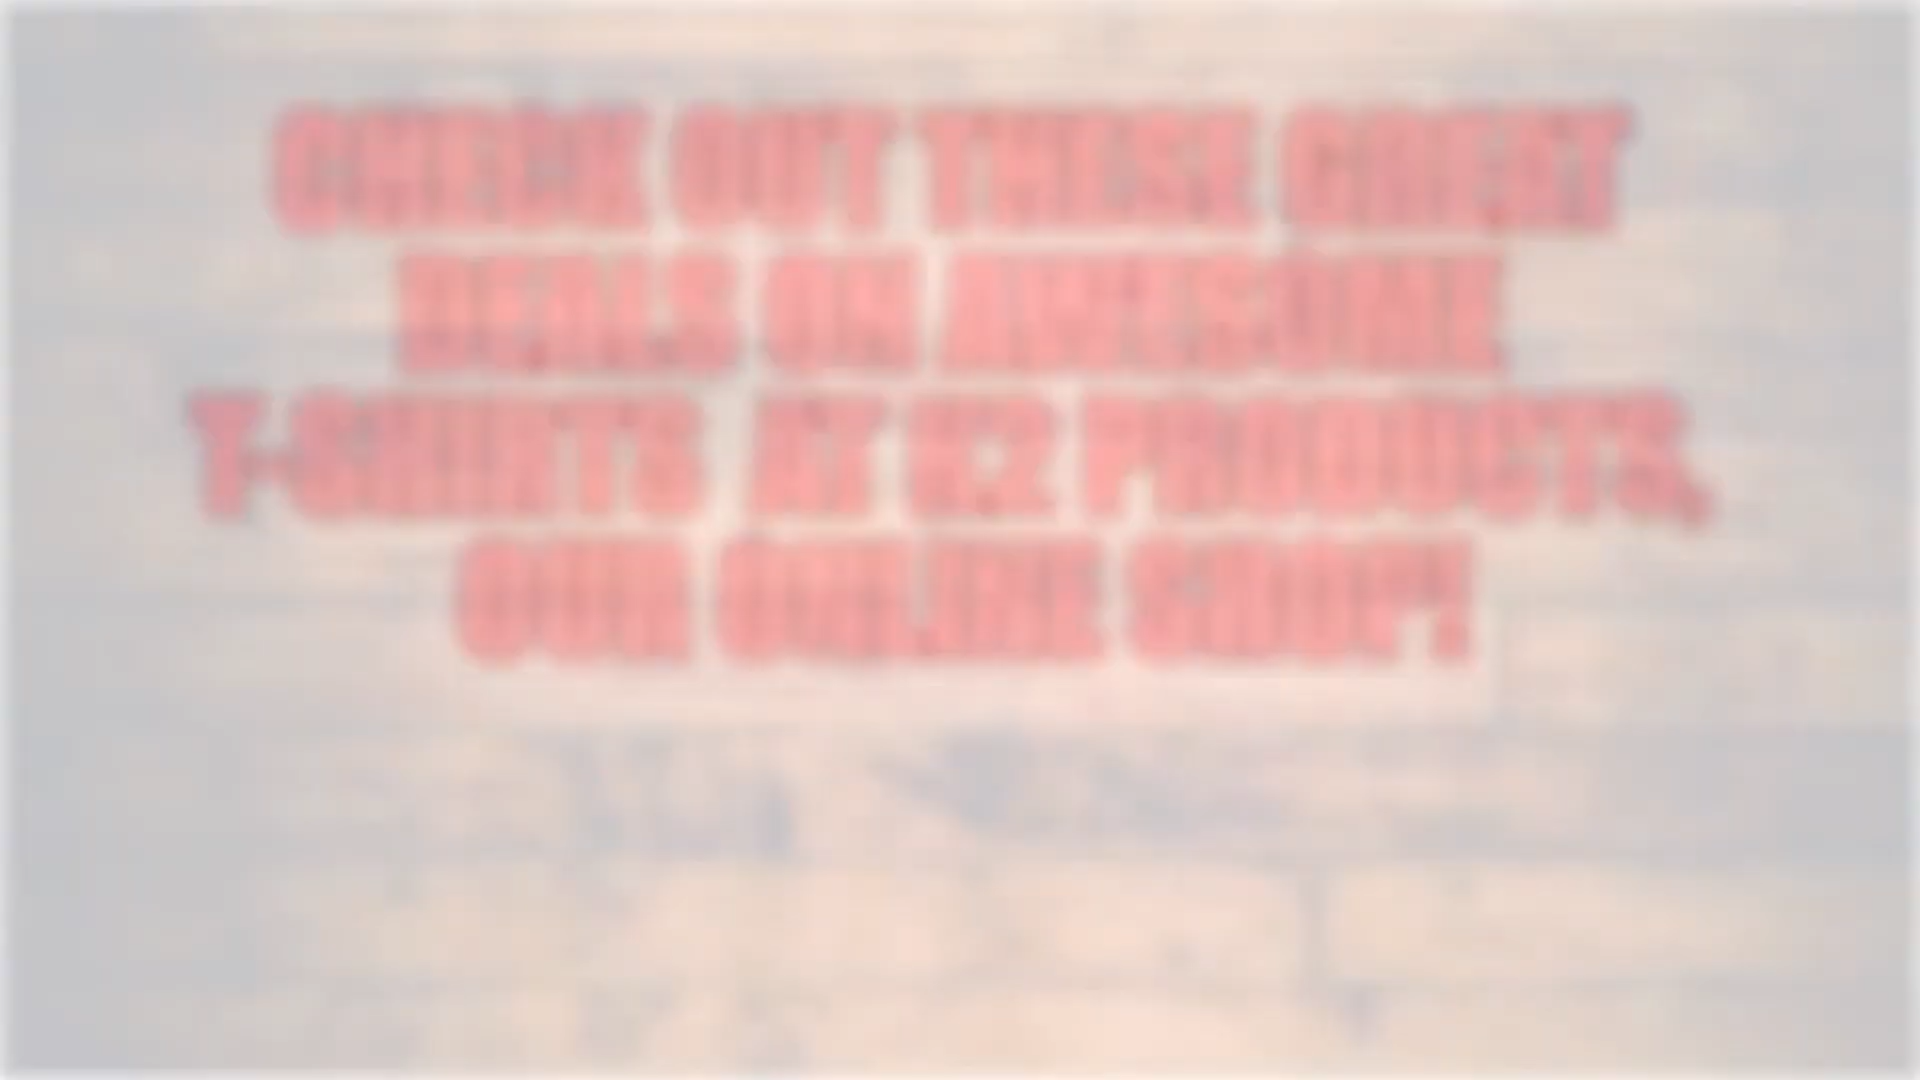 CHECK OUT THESE GREAT
DEALS ON AWESOME
T-SHIRTS AT PRODUCTS,
OUR ONLINE SHOP!